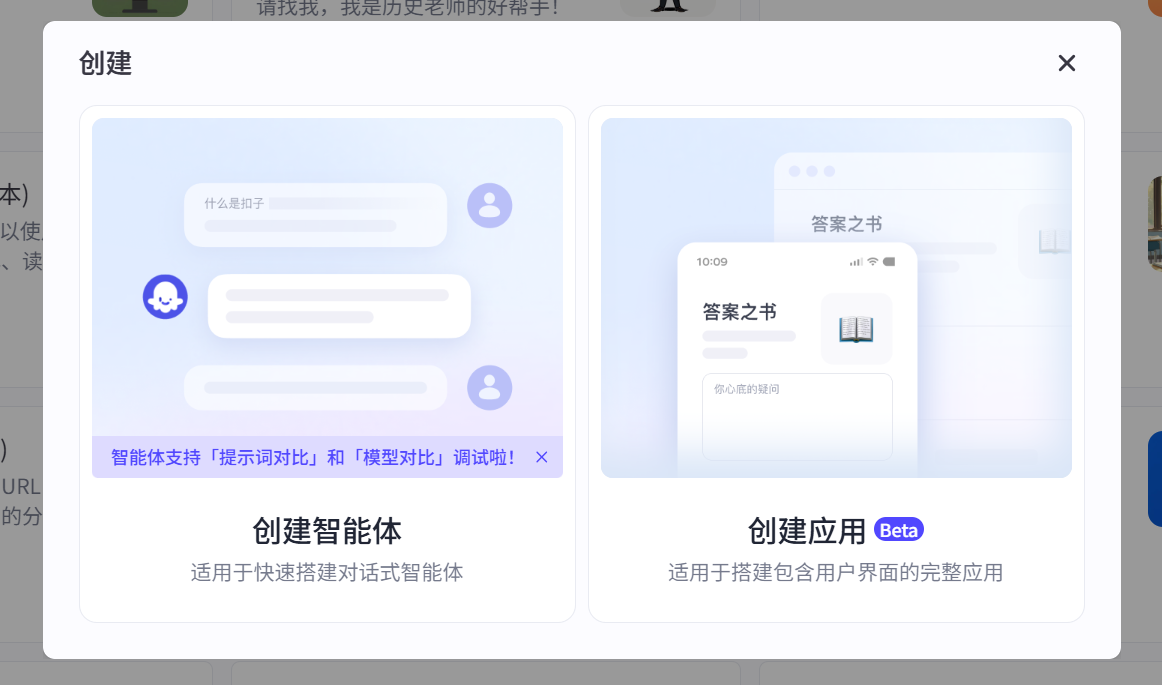 请找我，我是历史老师的好帮手！
创建
本)
以使
、读
)
URL
的分
什么是扣子
智能体支持「提示词对比」和「模型对比」调试啦！
创建智能体
适用于快速搭建对话式智能体
答案之书
10:09
答案之书
你心底的疑问
创建应用 Beta
适用于搭建包含用户界面的完整应用